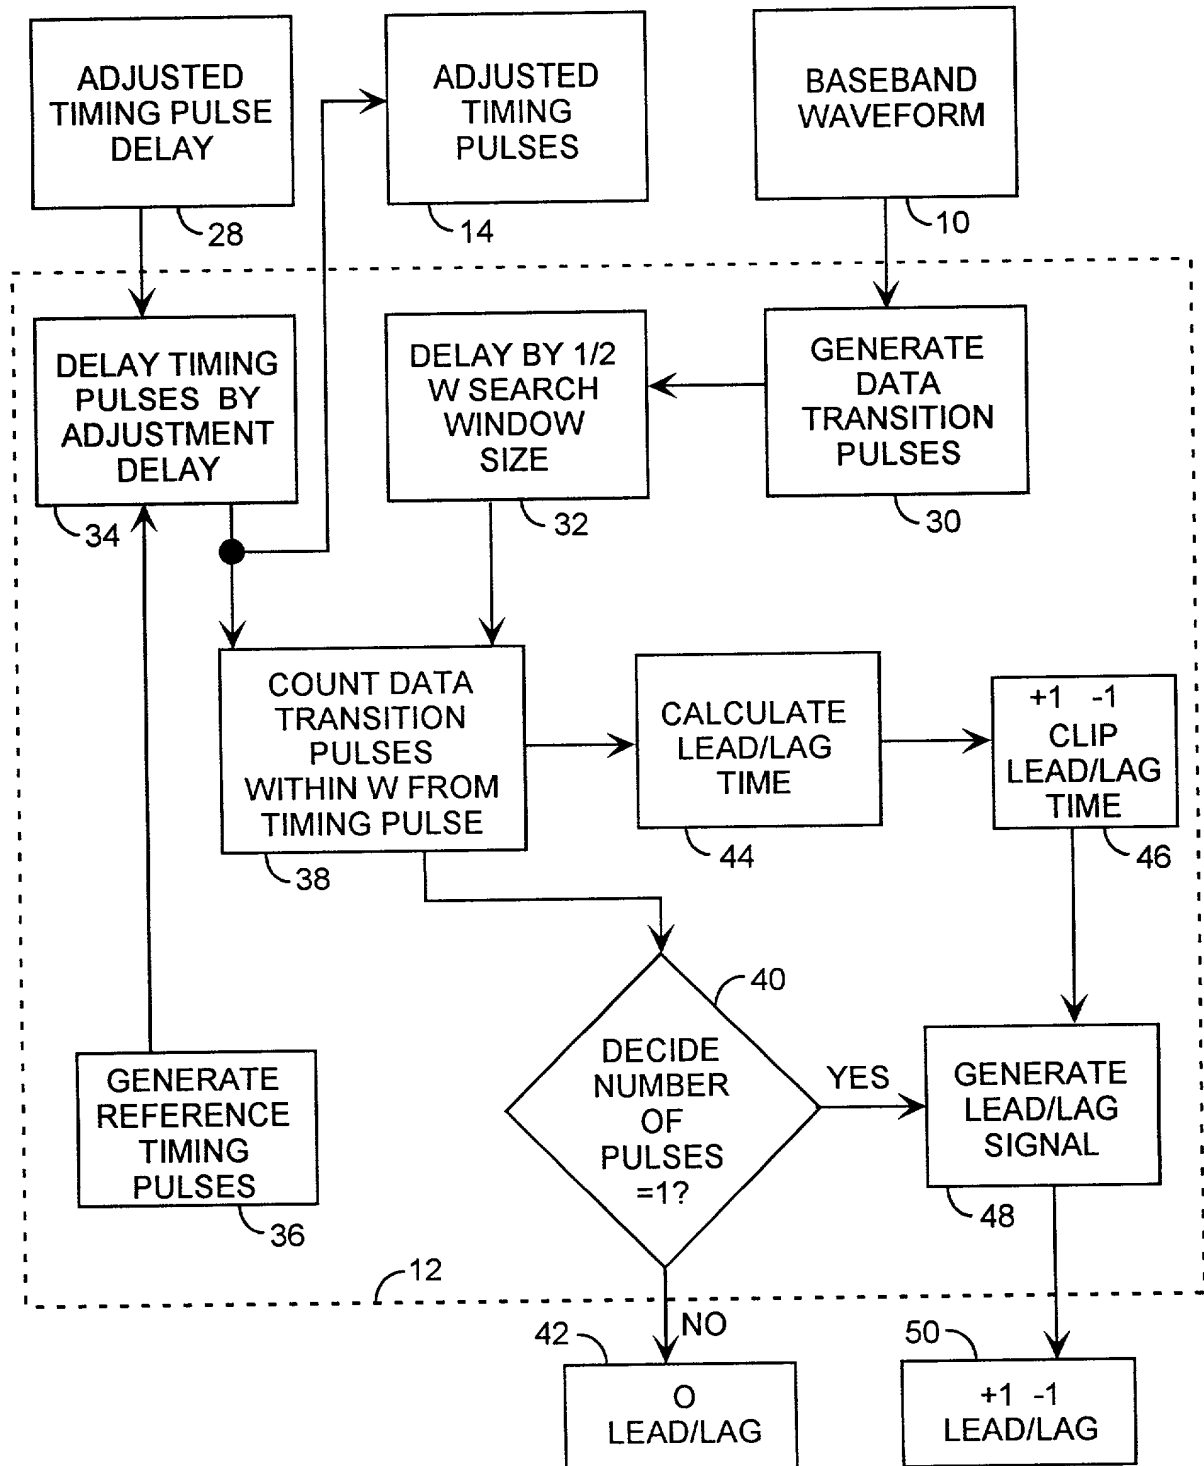 ADJUSTED
TIMING PULSE
DELAY
28
ADJUSTED
TIMING
PULSES
14
BASEBAND
WAVEFORM
10
DELAY TIMING
PULSES BY
ADJUSTMENT
DELAY
34
DELAY BY 1/2
W SEARCH
WINDOW
SIZE
32
GENERATE
DATA
TRANSITION
PULSES
30
COUNT DATA
TRANSITION
PULSES
WITHIN W FROM
TIMING PULSE
38
CALCULATE
LEAD/LAG
TIME
44
+1 -1
CLIP
LEAD/LAG
TIME
46
GENERATE
REFERENCE
TIMING
PULSES
36
40
DECIDE
NUMBER
OF
PULSES
=1?
YES
GENERATE
LEAD/LAG
SIGNAL
48
12
NO
42
O
LEAD/LAG
50
+1 -1
LEAD/LAG